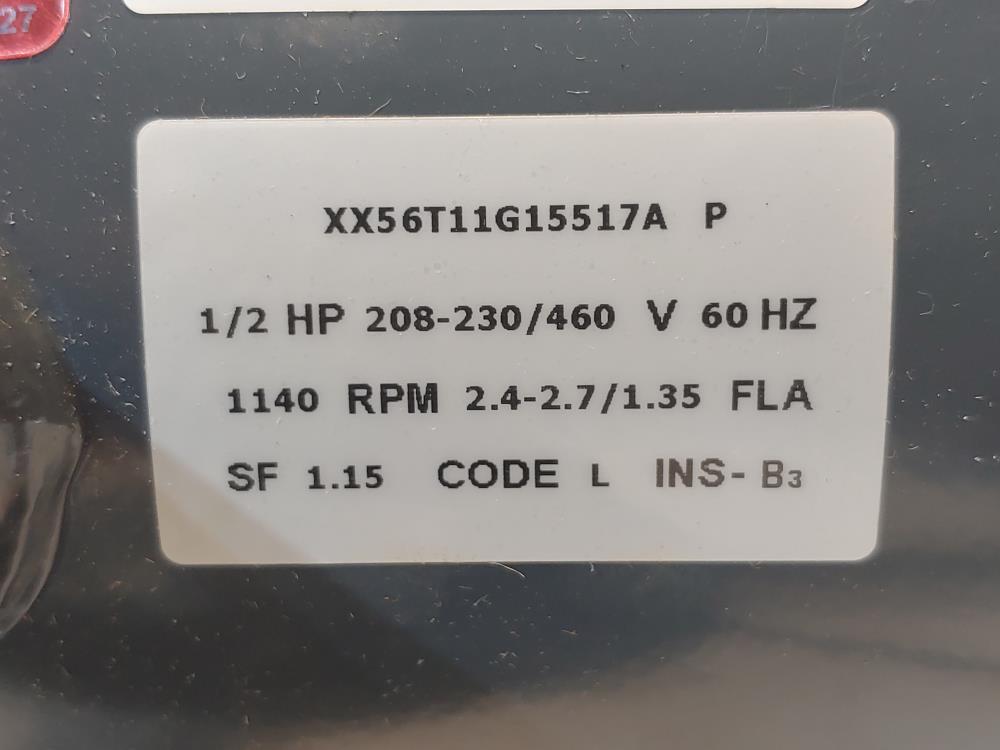 27
XX56T11G15517A P
1/2 HP 208-230/460 V 60 HZ
1140 RPM 2.4-2.7/1.35 FLA
SF 1.15 CODE L INS- B3